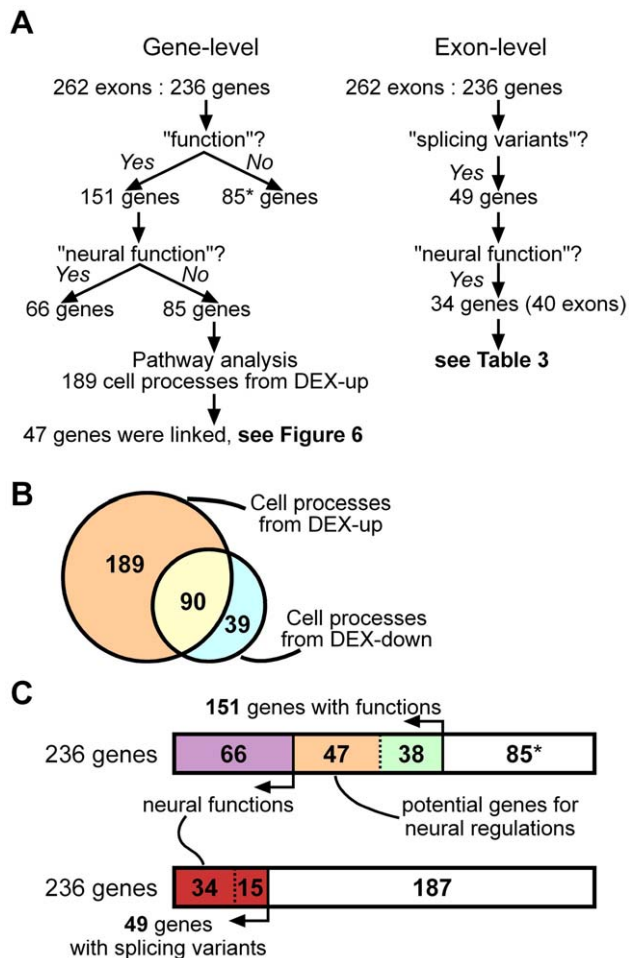 A
Gene-level
262 exons : 236 genes
"function"?
Yes No
151 genes 85* genes
"neural function"?
Yes No
66 genes 85 genes
Pathway analysis
189 cell processes from DEX-up
47 genes were linked, see Figure 6
Exon-level
262 exons : 236 genes
"splicing variants"?
Yes
49 genes
"neural function"?
Yes
34 genes (40 exons)
see Table 3
B
Cell processes
from DEX-up
189
90
39
Cell processes
from DEX-down
C
151 genes with functions
236 genes 66 47 38 85*
neural functions
potential genes for
neural regulations
236 genes 34 15 187
49 genes
with splicing variants